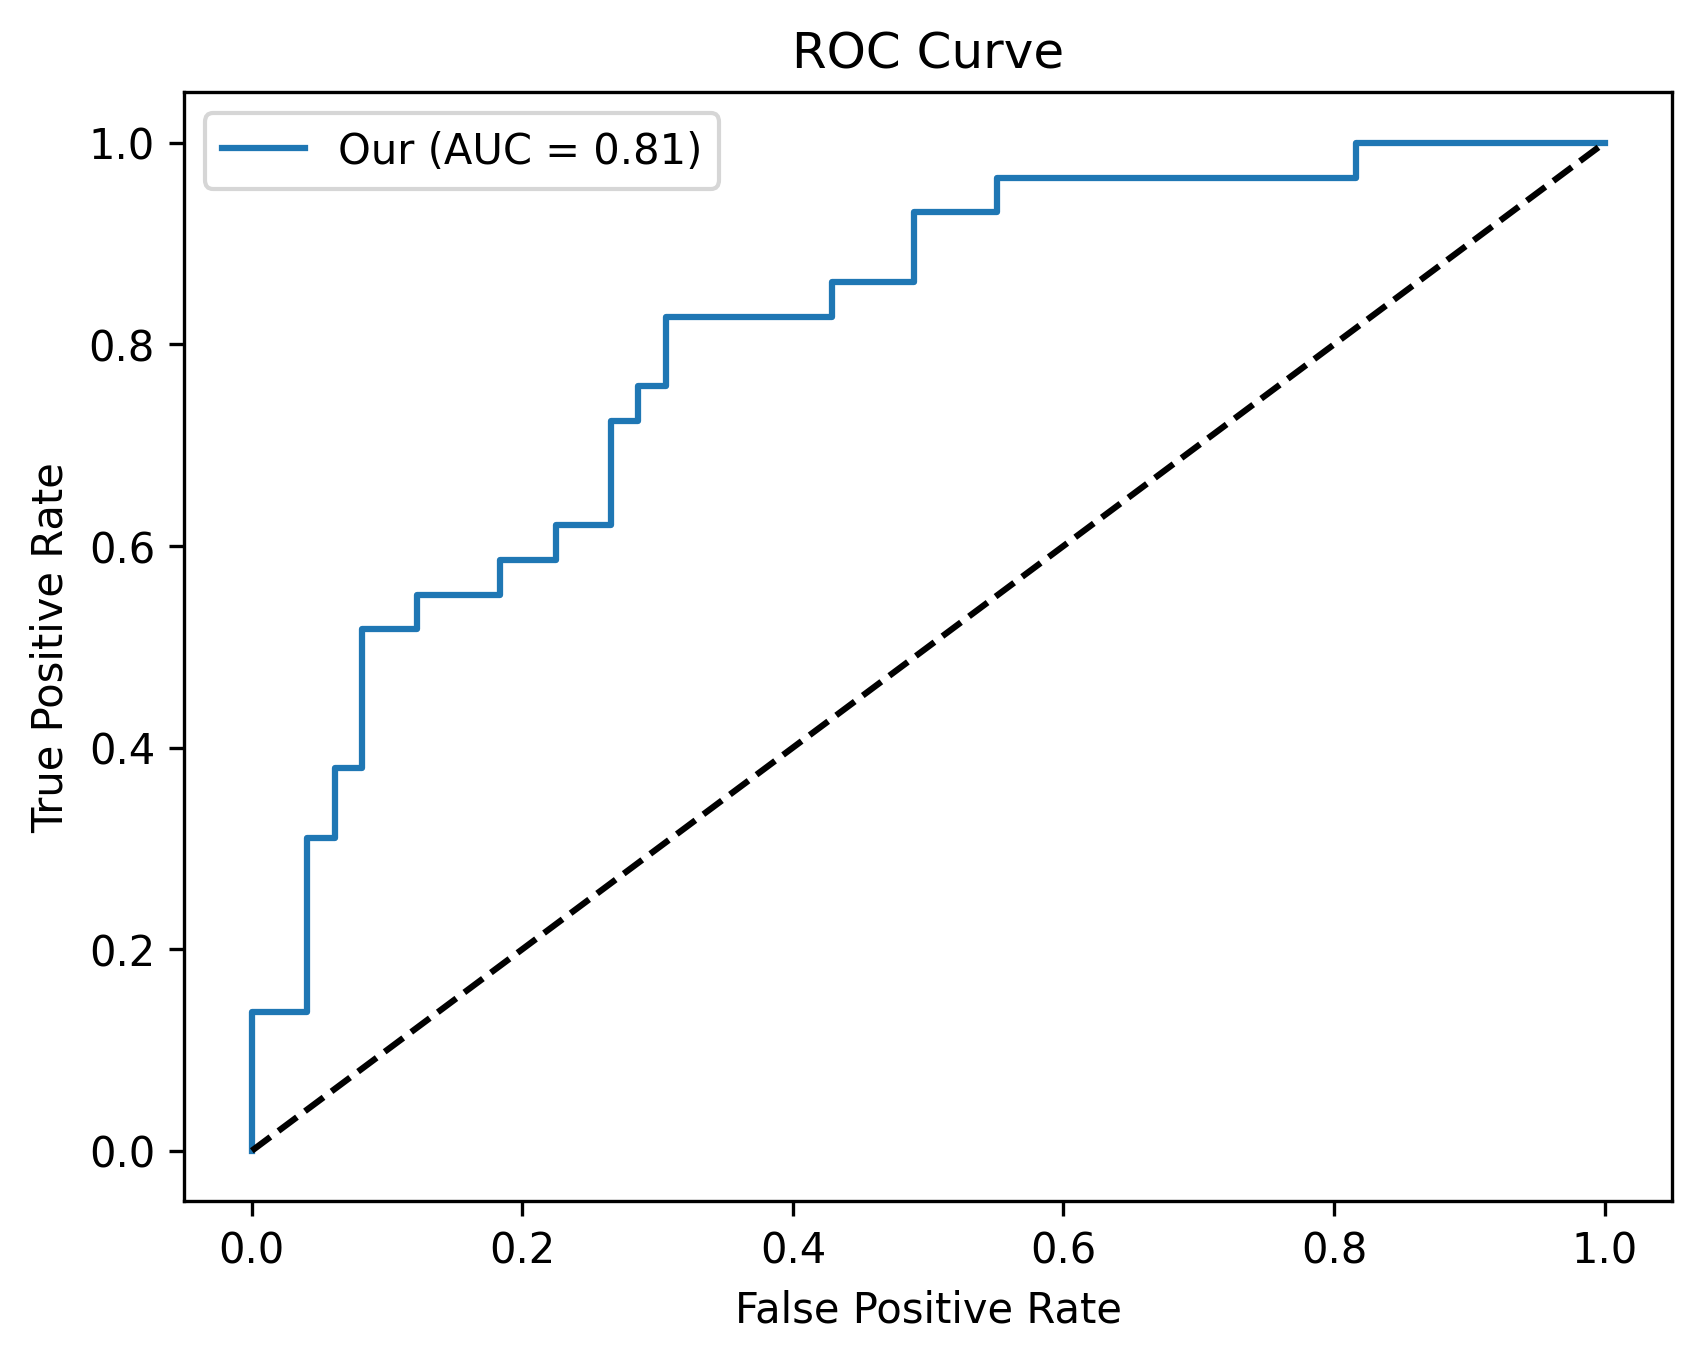 ROC Curve
Our (AUC = 0.81)
1.0
0.8
0.6
0.4
0.2
0.0
True Positive Rate
0.0 0.2 0.4 0.6 0.8 1.0
False Positive Rate